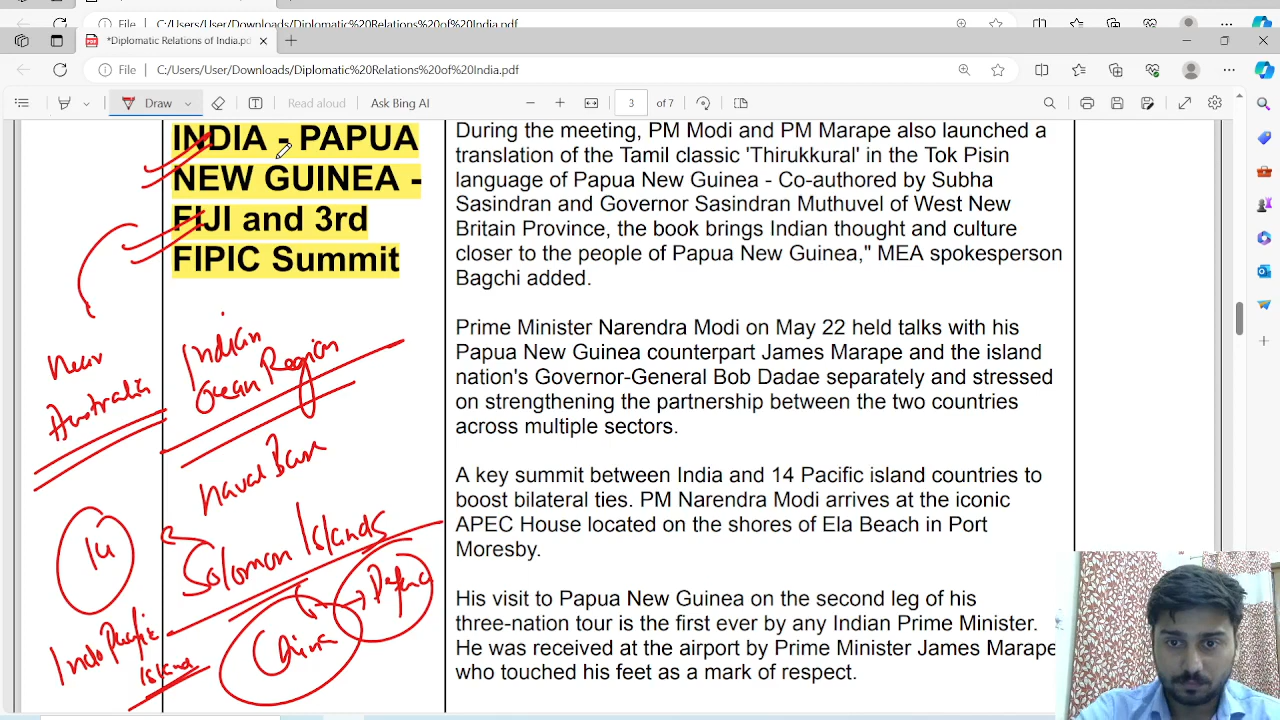 File C:/Users/User/Downloads/Diplomatic%20Relations%20of%20India.pdf
*Diplomatic Relations of India.pd
File C:/Users/User/Downloads/Diplomatic%20Relations%20of%20India.pdf
Draw Read aloud Ask Bing AI 3 of 7
INDIA - PAPUA
NEW GUINEA -
FIJI and 3rd
FIPIC Summit
Near
Australia
Indian
Ocean Region
Naval Base
Solomon Islands
14
Indo Pacific
Island
China
Defence
During the meeting, PM Modi and PM Marape also launched a
translation of the Tamil classic 'Thirukkural' in the Tok Pisin
language of Papua New Guinea - Co-authored by Subha
Sasindran and Governor Sasindran Muthuvel of West New
Britain Province, the book brings Indian thought and culture
closer to the people of Papua New Guinea," MEA spokesperson
Bagchi added.
Prime Minister Narendra Modi on May 22 held talks with his
Papua New Guinea counterpart James Marape and the island
nation's Governor-General Bob Dadae separately and stressed
on strengthening the partnership between the two countries
across multiple sectors.
A key summit between India and 14 Pacific island countries to
boost bilateral ties. PM Narendra Modi arrives at the iconic
APEC House located on the shores of Ela Beach in Port
Moresby.
His visit to Papua New Guinea on the second leg of his
three-nation tour is the first ever by any Indian Prime Minister.
He was received at the airport by Prime Minister James Marape
who touched his feet as a mark of respect.